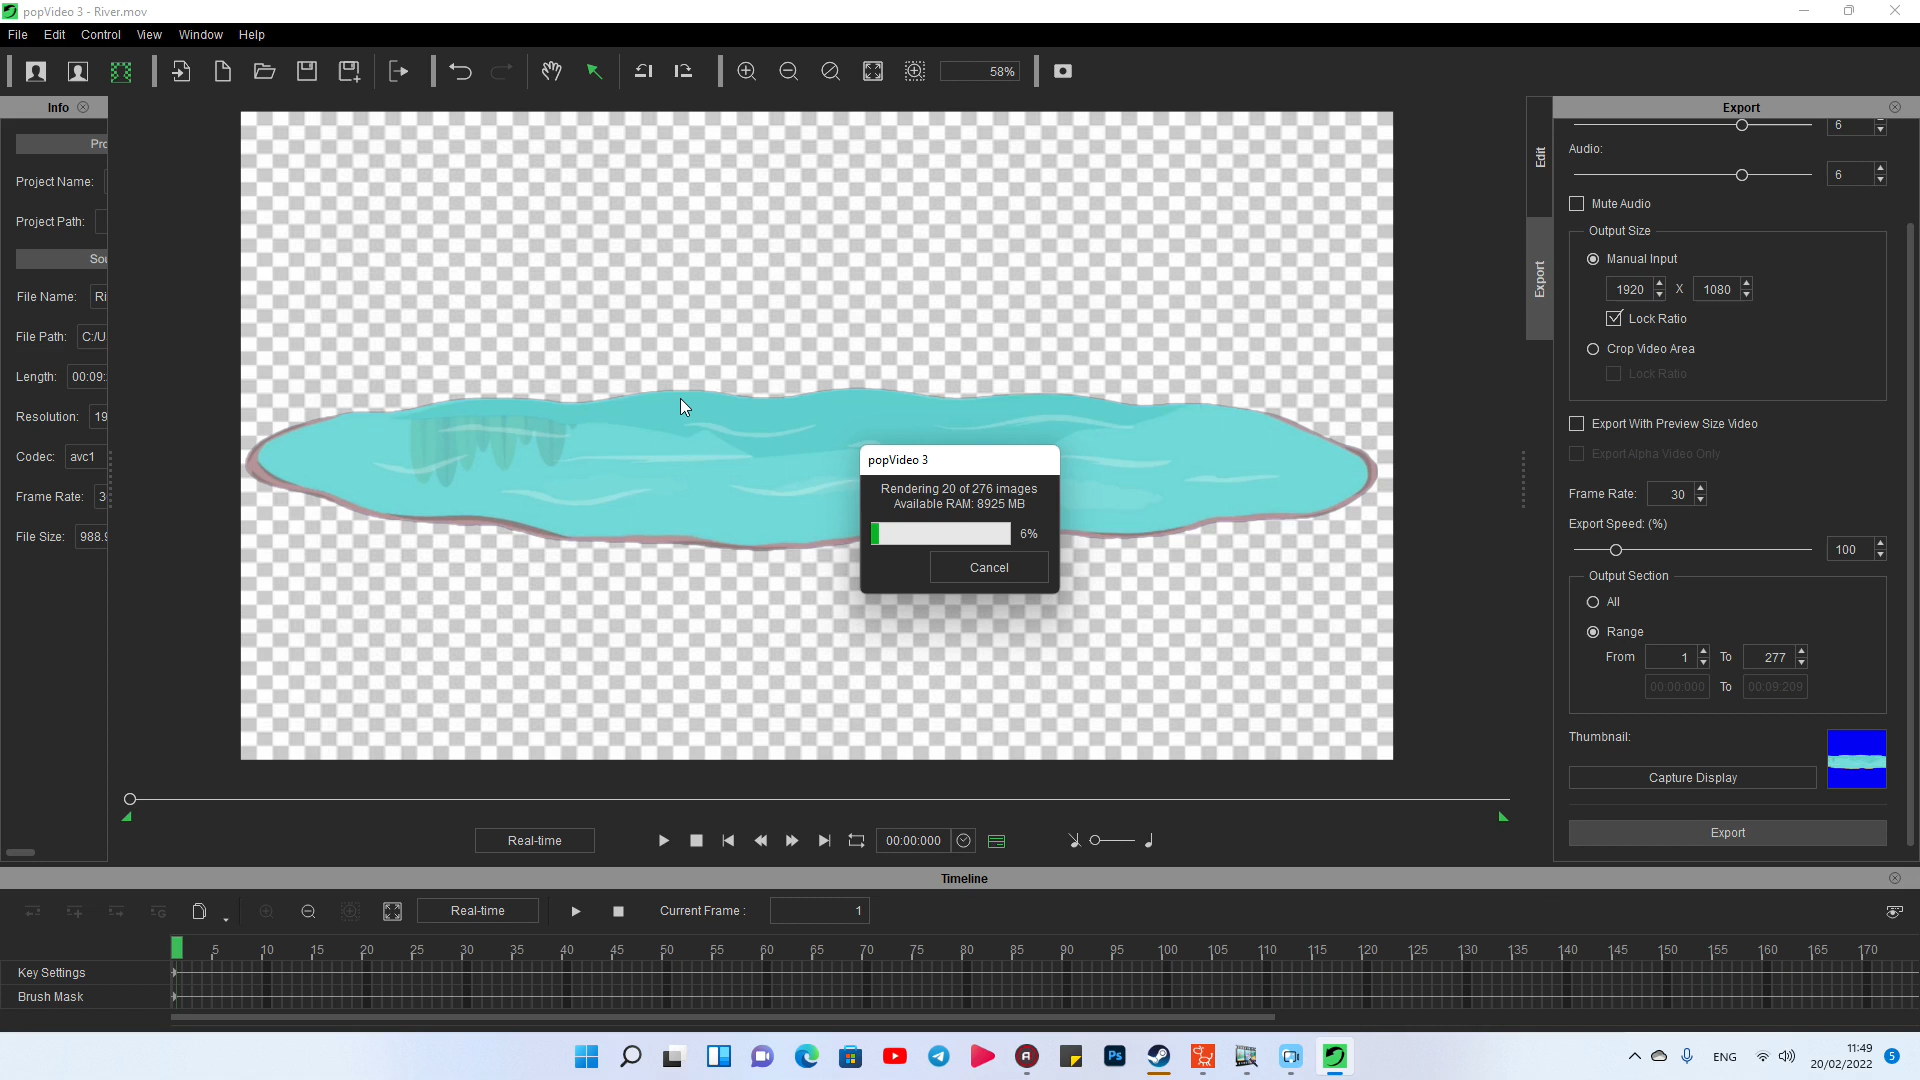 popVideo 3 - River.mov
File Edit Control View Window Help
58%
Info
Project Name:
Project Path:
File Name: Ri
File Path: C:/U
Length: 00:09:
Resolution: 19
Codec: avc1
Frame Rate: 3
File Size: 988.9
popVideo 3
Rendering 20 of 276 images
Available RAM: 8925 MB
6%
Cancel
Edit
Export
Export
6
Audio:
6
Mute Audio
Output Size
Manual Input
1920 X 1080
Lock Ratio
Crop Video Area
Lock Ratio
Export With Preview Size Video
Export Alpha Video Only
Frame Rate: 30
Export Speed: (%)
100
Output Section
All
Range
From 1 To 277
00:00:000 To 00:09:209
Thumbnail:
Capture Display
Export
Real-time 00:00:000
Timeline
Real-time Current Frame : 1
5 10 15 20 25 30 35 40 45 50 55 60 65 70 75 80 85 90 95 100 105 110 115 120 125 130 135 140 145 150 155 160 165 170
Key Settings
Brush Mask
Ps
ENG
11:49
20/02/2022
5